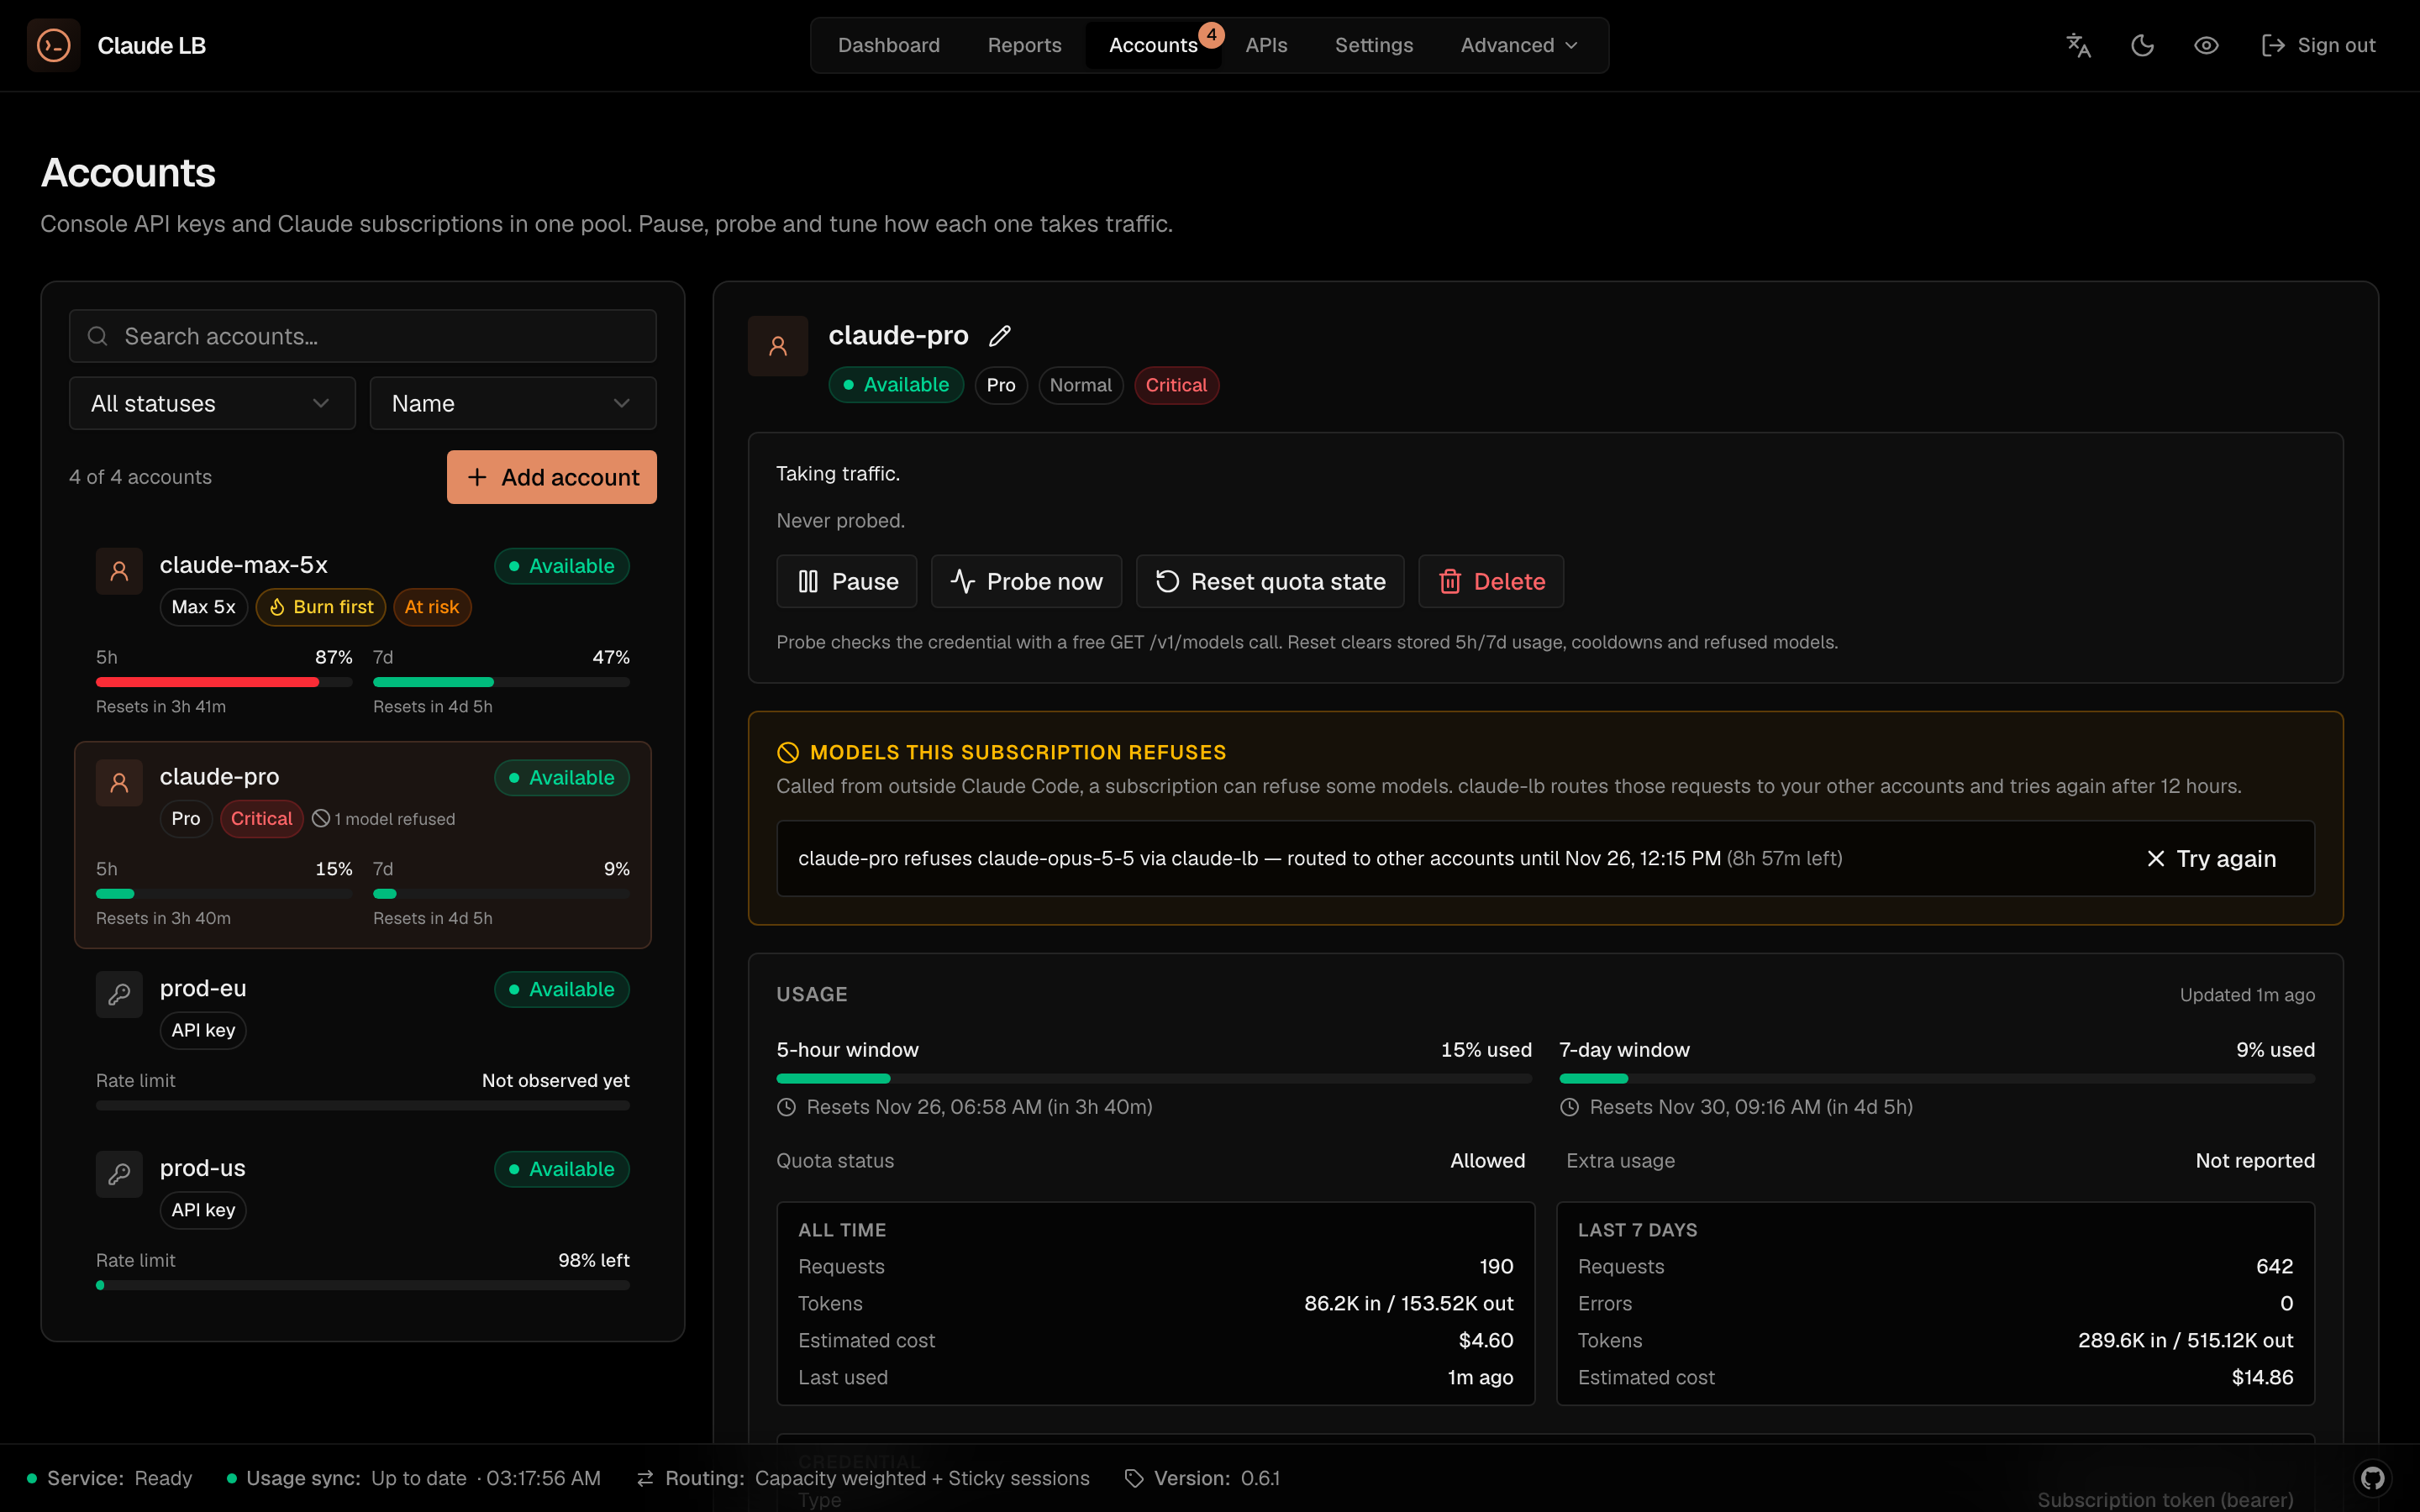 Claude LB
Dashboard
Reports
Accounts
4
APIs
Settings
Advanced
Sign out
Accounts
Console API keys and Claude subscriptions in one pool. Pause, probe and tune how each one takes traffic.
Search accounts...
All statuses
Name
4 of 4 accounts
Add account
claude-max-5x
Available
Max 5x
Burn first
At risk
5h
87%
7d
47%
Resets in 3h 41m
Resets in 4d 5h
claude-pro
Available
Pro
Critical
1 model refused
5h
15%
7d
9%
Resets in 3h 40m
Resets in 4d 5h
prod-eu
Available
API key
Rate limit
Not observed yet
prod-us
Available
API key
Rate limit
98% left
claude-pro
Available
Pro
Normal
Critical
Taking traffic.
Never probed.
Pause
Probe now
Reset quota state
Delete
Probe checks the credential with a free GET /v1/models call. Reset clears stored 5h/7d usage, cooldowns and refused models.
MODELS THIS SUBSCRIPTION REFUSES
Called from outside Claude Code, a subscription can refuse some models. claude-lb routes those requests to your other accounts and tries again after 12 hours.
claude-pro refuses claude-opus-5-5 via claude-lb — routed to other accounts until Nov 26, 12:15 PM (8h 57m left)
Try again
USAGE
Updated 1m ago
5-hour window
15% used
7-day window
9% used
Resets Nov 26, 06:58 AM (in 3h 40m)
Resets Nov 30, 09:16 AM (in 4d 5h)
Quota status
Allowed
Extra usage
Not reported
ALL TIME
Requests
190
Tokens
86.2K in / 153.52K out
Estimated cost
$4.60
Last used
1m ago
LAST 7 DAYS
Requests
642
Errors
0
Tokens
289.6K in / 515.12K out
Estimated cost
$14.86
CREDENTIAL
Type
Subscription token (bearer)
Service: Ready
Usage sync: Up to date · 03:17:56 AM
Routing: Capacity weighted + Sticky sessions
Version: 0.6.1